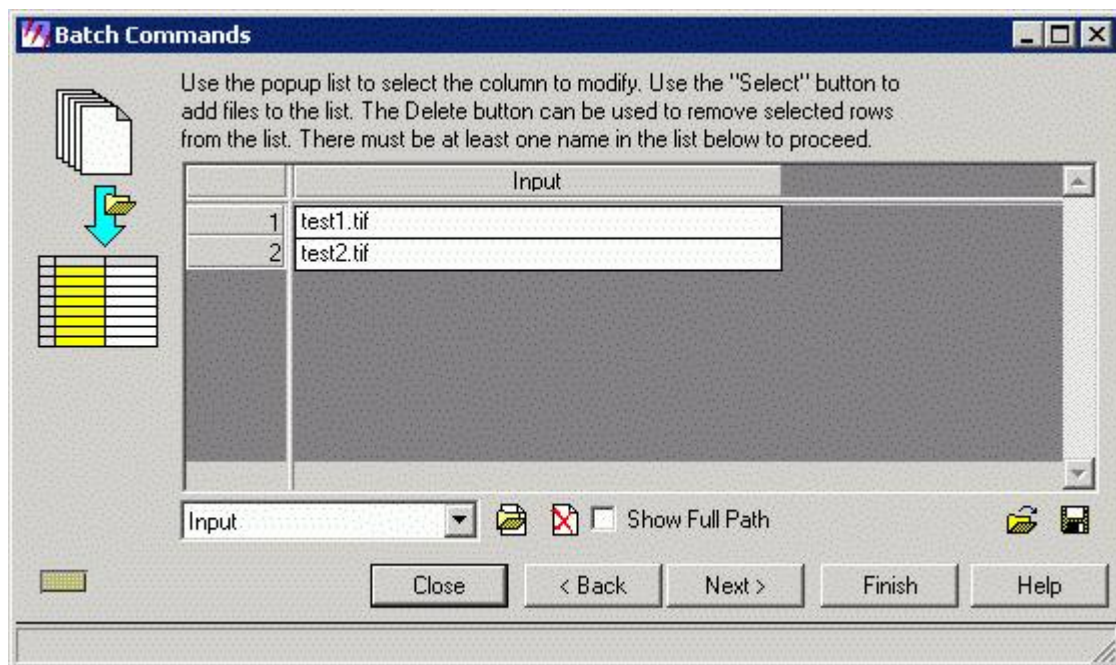 Batch Commands
Use the popup list to select the column to modify. Use the "Select" button to
add files to the list. The Delete button can be used to remove selected rows
from the list. There must be at least one name in the list below to proceed.
Input
1 test1.tif
2 test2.tif
Input Show Full Path
Close < Back Next > Finish Help